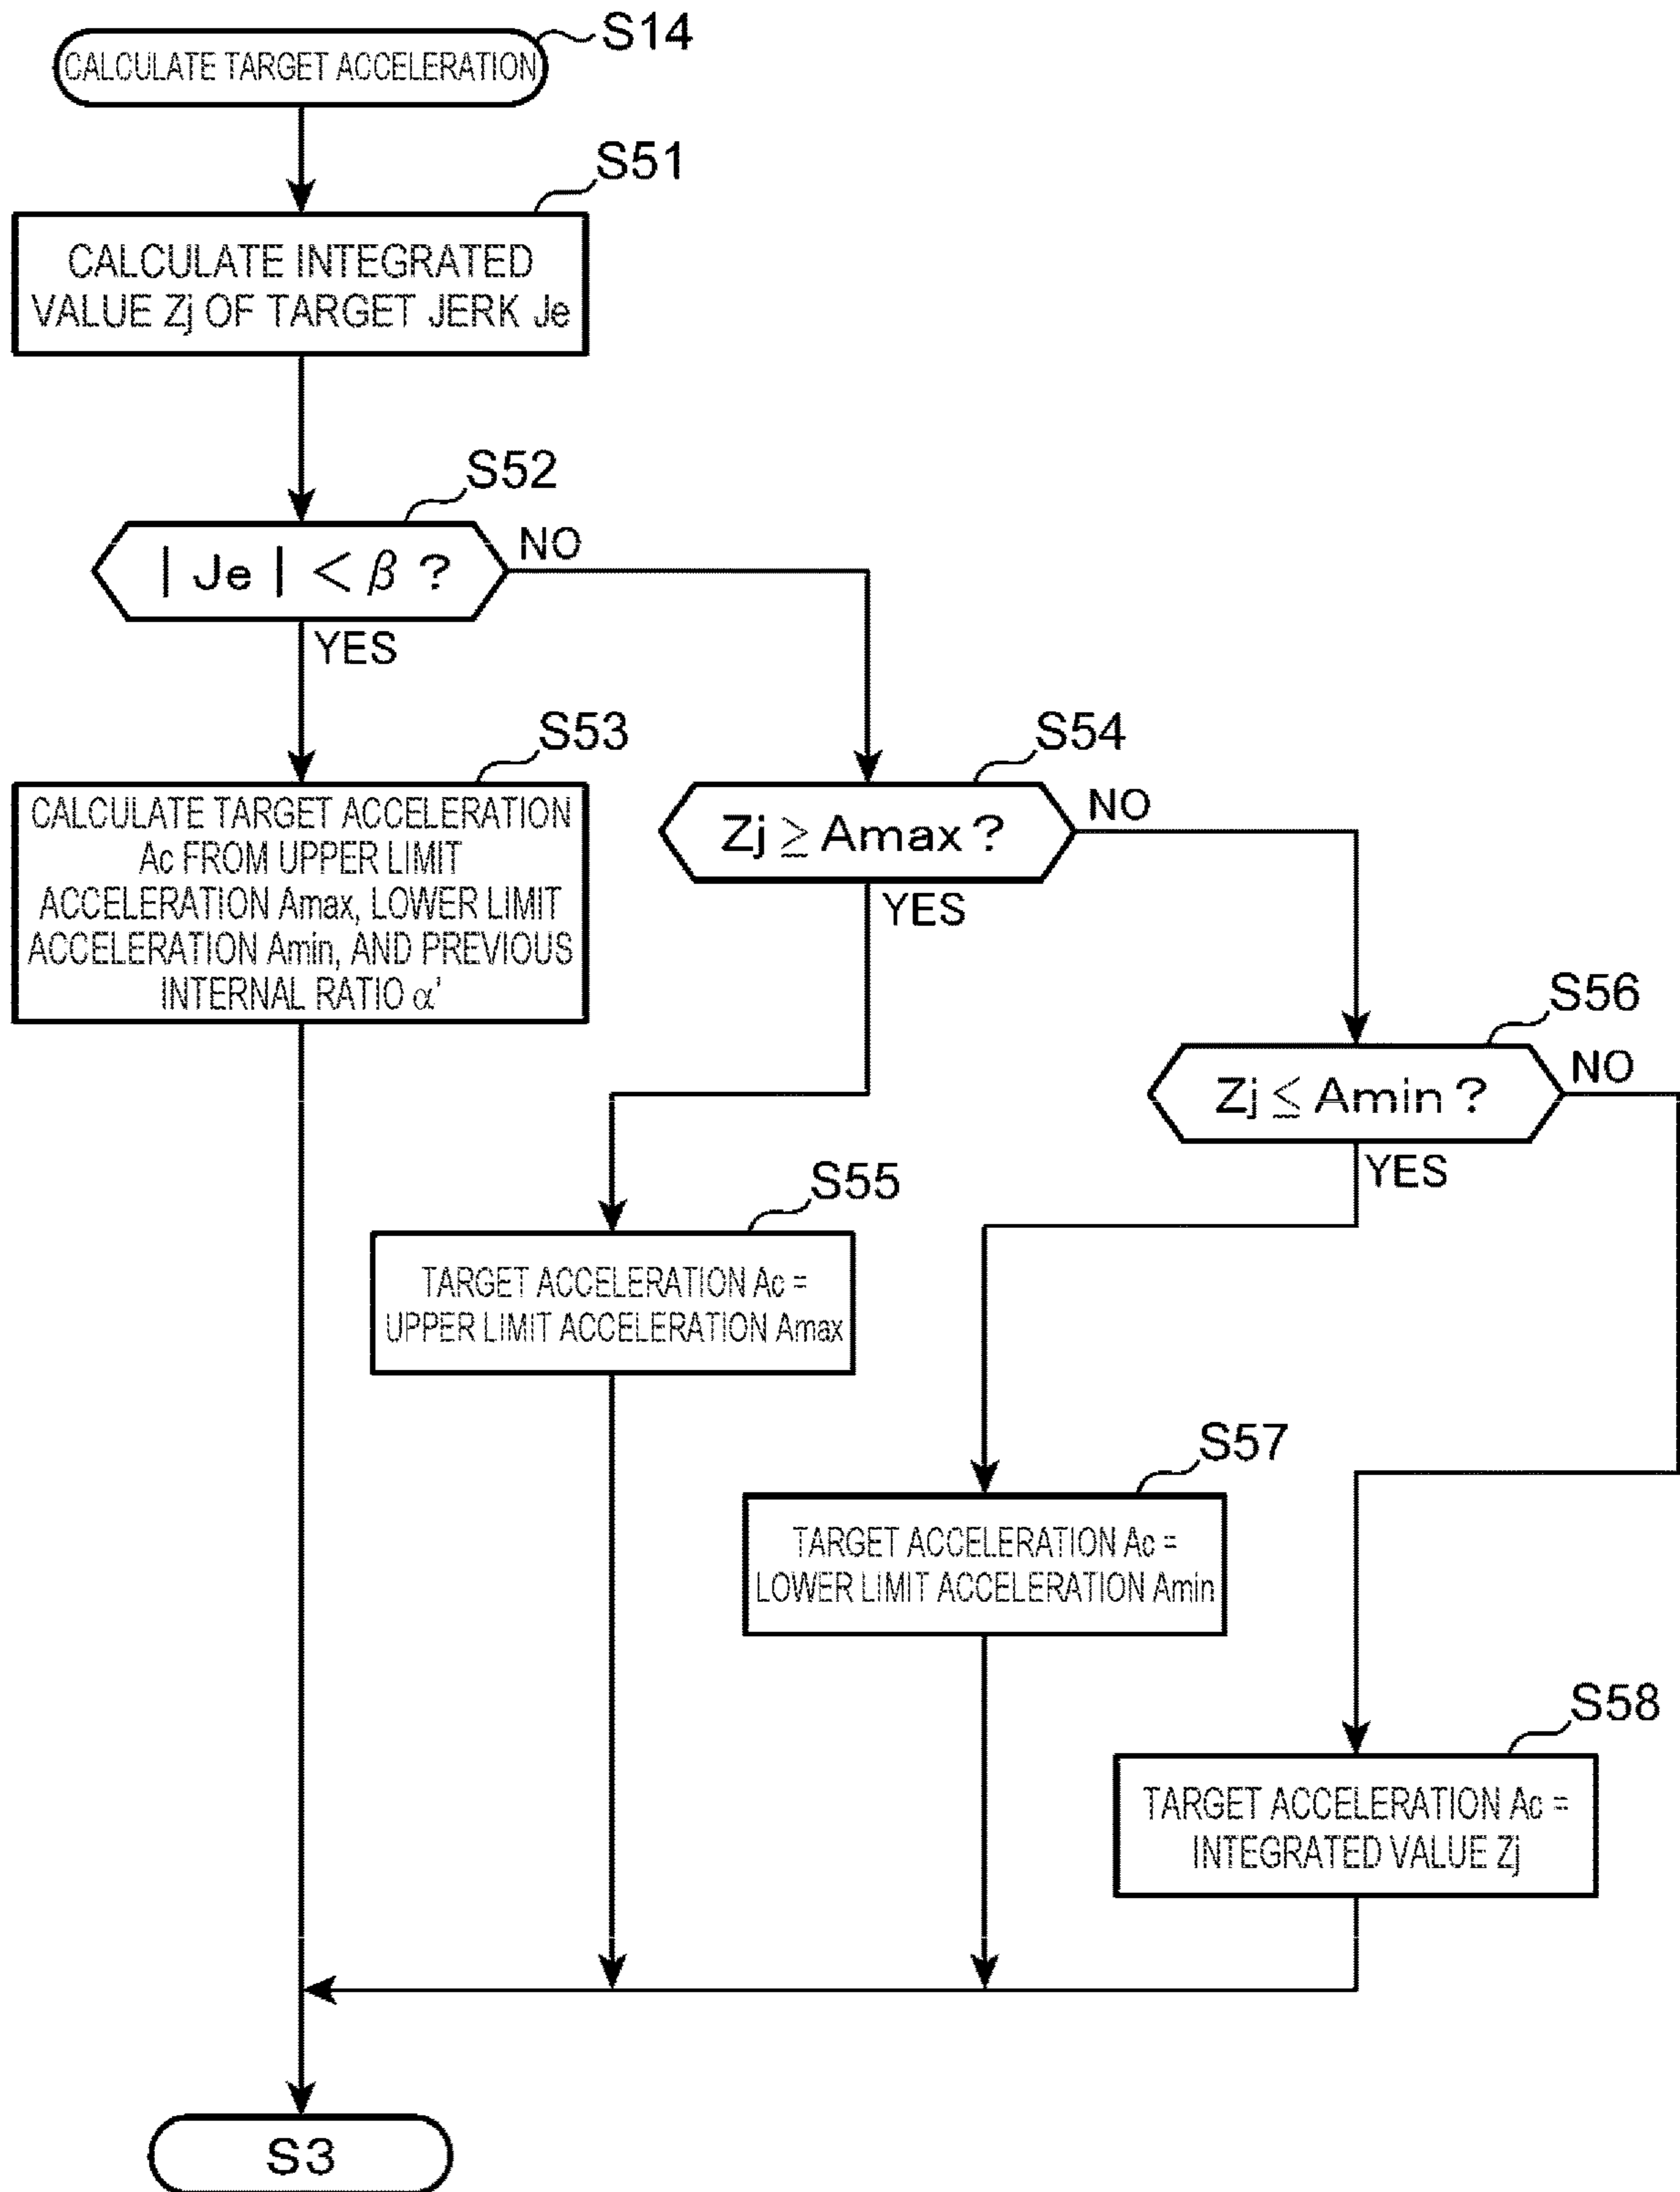 S14
CALCULATE TARGET ACCELERATION
S51
CALCULATE INTEGRATED
VALUE Zj OF TARGET JERK Je
S52
| Je | < β ?
NO
YES
S53
CALCULATE TARGET ACCELERATION
Ac FROM UPPER LIMIT
ACCELERATION Amax, LOWER LIMIT
ACCELERATION Amin, AND PREVIOUS
INTERNAL RATIO α'
S54
Zj ≥ Amax ?
NO
YES
S56
Zj ≤ Amin ?
NO
YES
S55
TARGET ACCELERATION Ac =
UPPER LIMIT ACCELERATION Amax
S57
TARGET ACCELERATION Ac =
LOWER LIMIT ACCELERATION Amin
S58
TARGET ACCELERATION Ac =
INTEGRATED VALUE Zj
S3